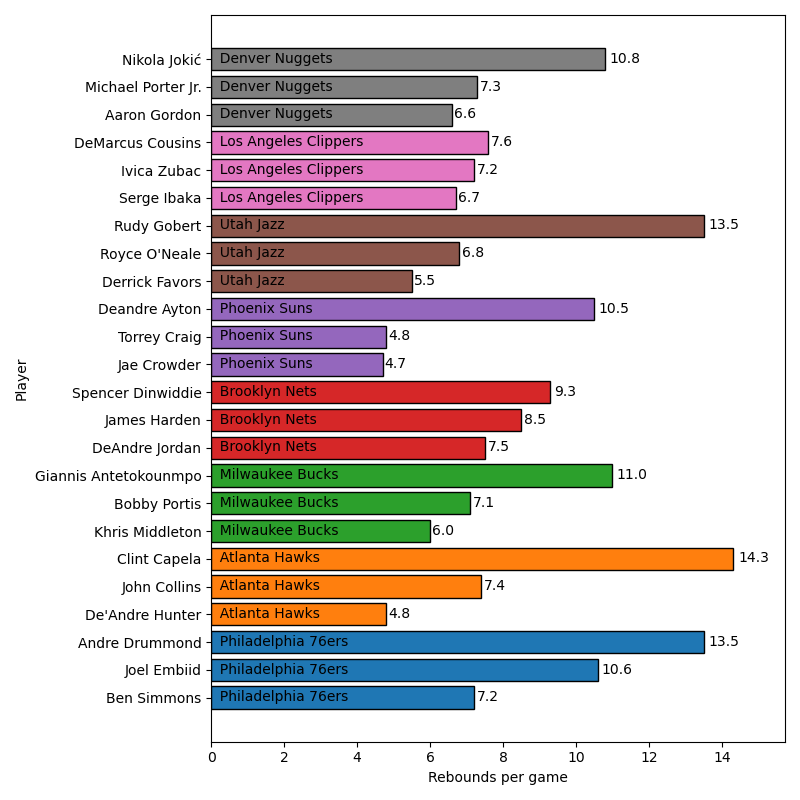 Nikola Jokić Denver Nuggets 10.8
Michael Porter Jr. Denver Nuggets 7.3
Aaron Gordon Denver Nuggets 6.6
DeMarcus Cousins Los Angeles Clippers 7.6
Ivica Zubac Los Angeles Clippers 7.2
Serge Ibaka Los Angeles Clippers 6.7
Rudy Gobert Utah Jazz 13.5
Royce O'Neale Utah Jazz 6.8
Derrick Favors Utah Jazz 5.5
Deandre Ayton Phoenix Suns 10.5
Torrey Craig Phoenix Suns 4.8
Jae Crowder Phoenix Suns 4.7
Spencer Dinwiddie Brooklyn Nets 9.3
James Harden Brooklyn Nets 8.5
DeAndre Jordan Brooklyn Nets 7.5
Giannis Antetokounmpo Milwaukee Bucks 11.0
Bobby Portis Milwaukee Bucks 7.1
Khris Middleton Milwaukee Bucks 6.0
Clint Capela Atlanta Hawks 14.3
John Collins Atlanta Hawks 7.4
De'Andre Hunter Atlanta Hawks 4.8
Andre Drummond Philadelphia 76ers 13.5
Joel Embiid Philadelphia 76ers 10.6
Ben Simmons Philadelphia 76ers 7.2
Player
0 2 4 6 8 10 12 14
Rebounds per game